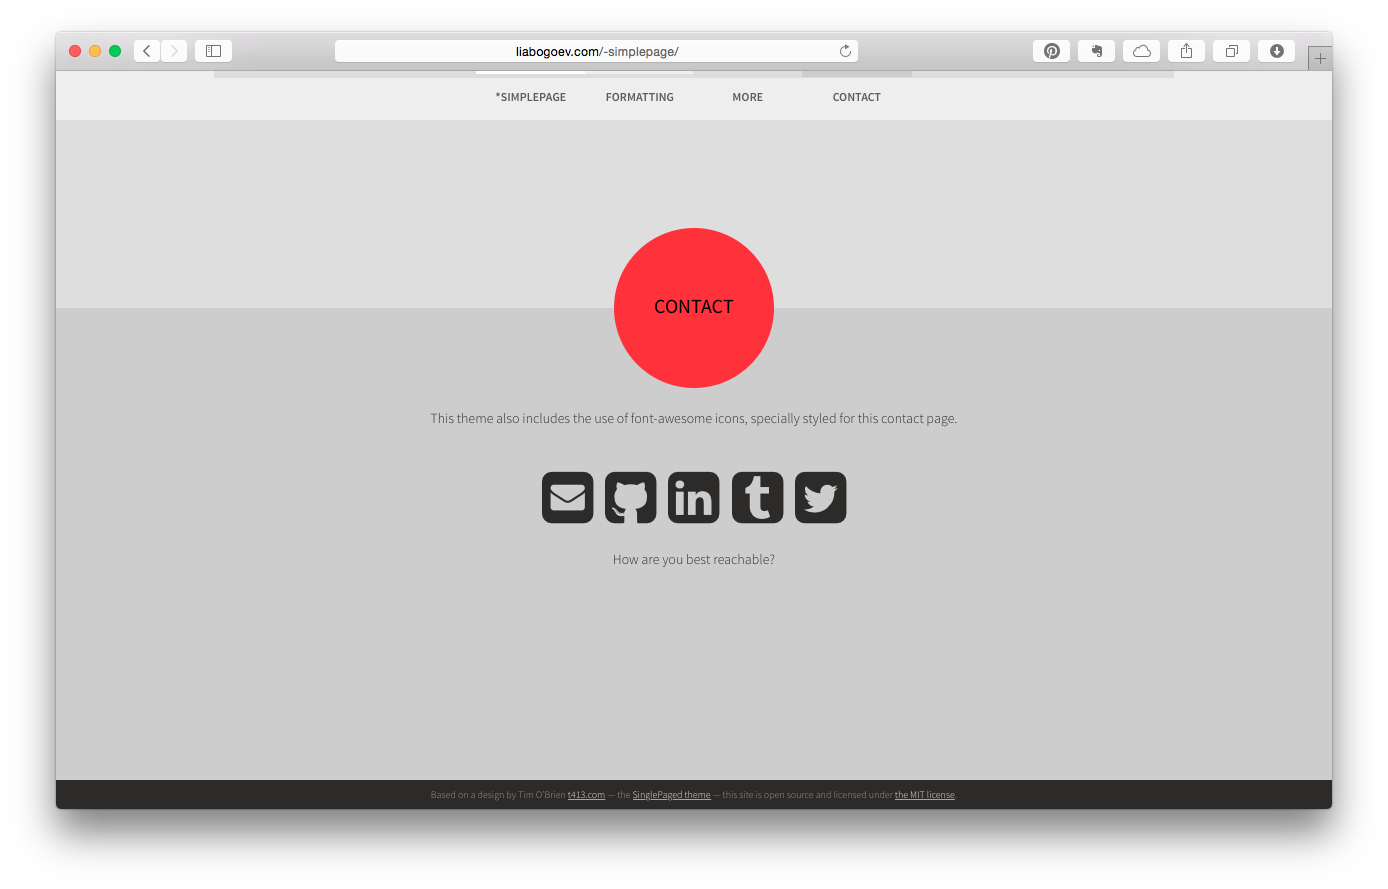 liabogoev.com/-simplepage/
*SIMPLEPAGE FORMATTING MORE CONTACT
CONTACT
This theme also includes the use of font-awesome icons, specially styled for this contact page.
How are you best reachable?
Based on a design by Tim O'Brien t413.com — the SinglePaged theme — this site is open source and licensed under the MIT license.